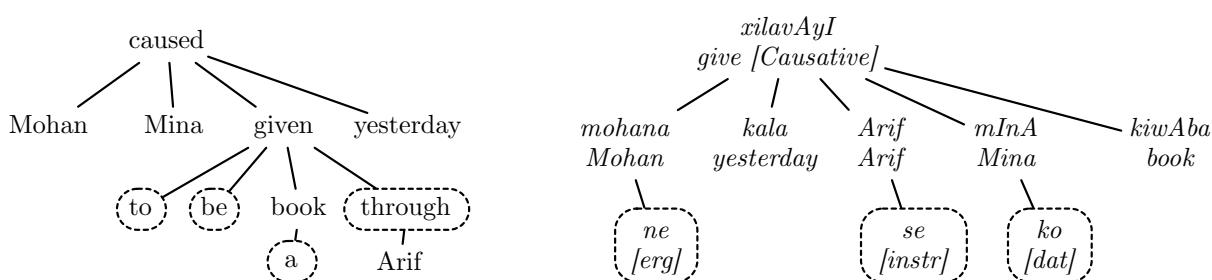 caused
Mohan Mina given yesterday
to be book through
a Arif
xilavAyI
give [Causative]
mohana kala Arif mInA kiwAba
Mohan yesterday Arif Mina book
ne se ko
[erg] [instr] [dat]